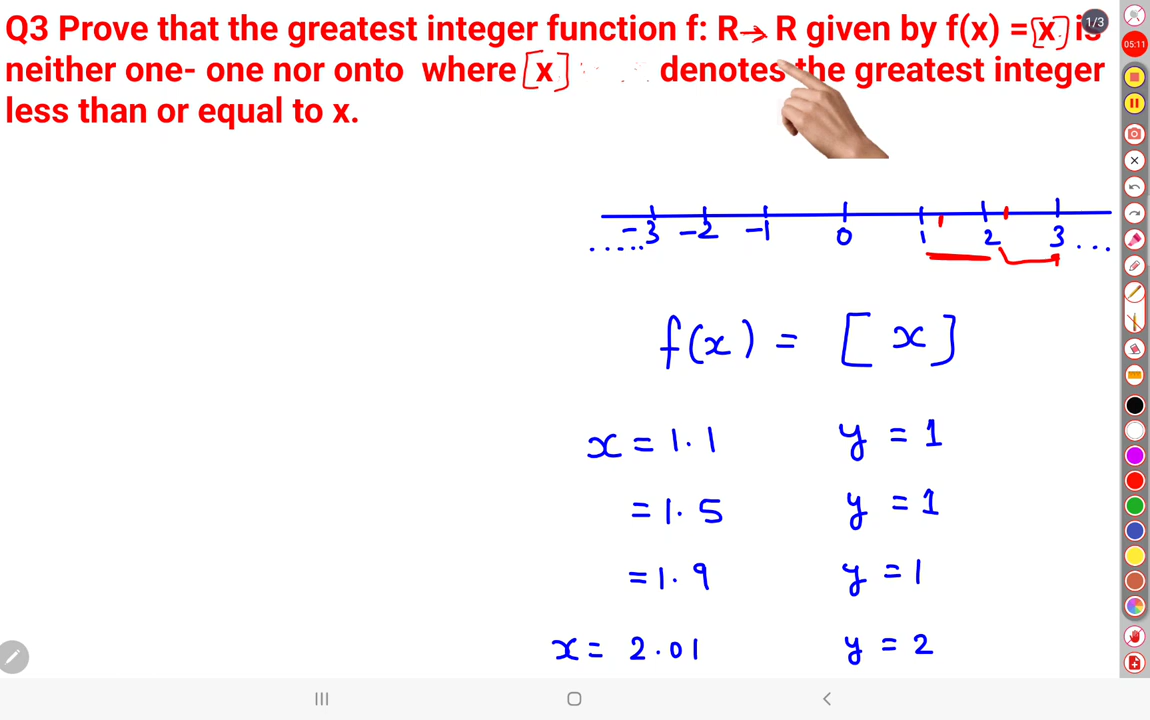 Q3 Prove that the greatest integer function f: R→ R given by f(x) =[x] is
neither one- one nor onto where [x] denotes the greatest integer
less than or equal to x.
1/3
05:11
-3 -2 -1 0 1 2 3 ...
.....
f(x) = [x]
x = 1.1 y = 1
= 1.5 y = 1
= 1.9 y = 1
x = 2.01 y = 2